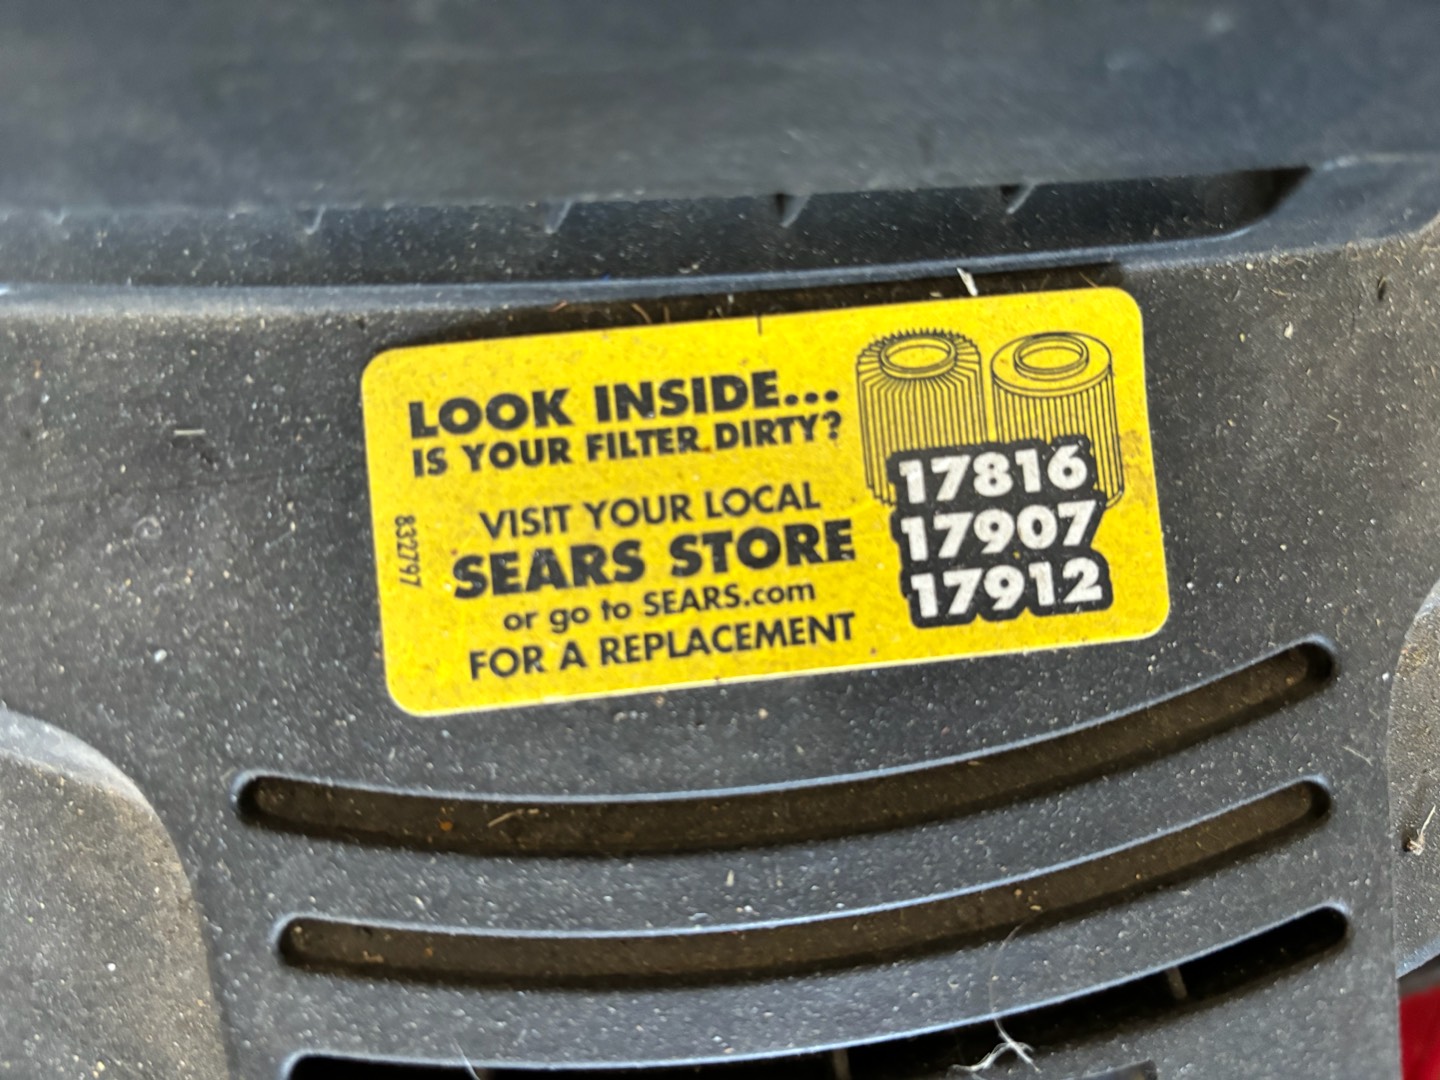 LOOK INSIDE...
IS YOUR FILTER DIRTY?
VISIT YOUR LOCAL
SEARS STORE
or go to SEARS.com
FOR A REPLACEMENT
17816
17907
17912
832797